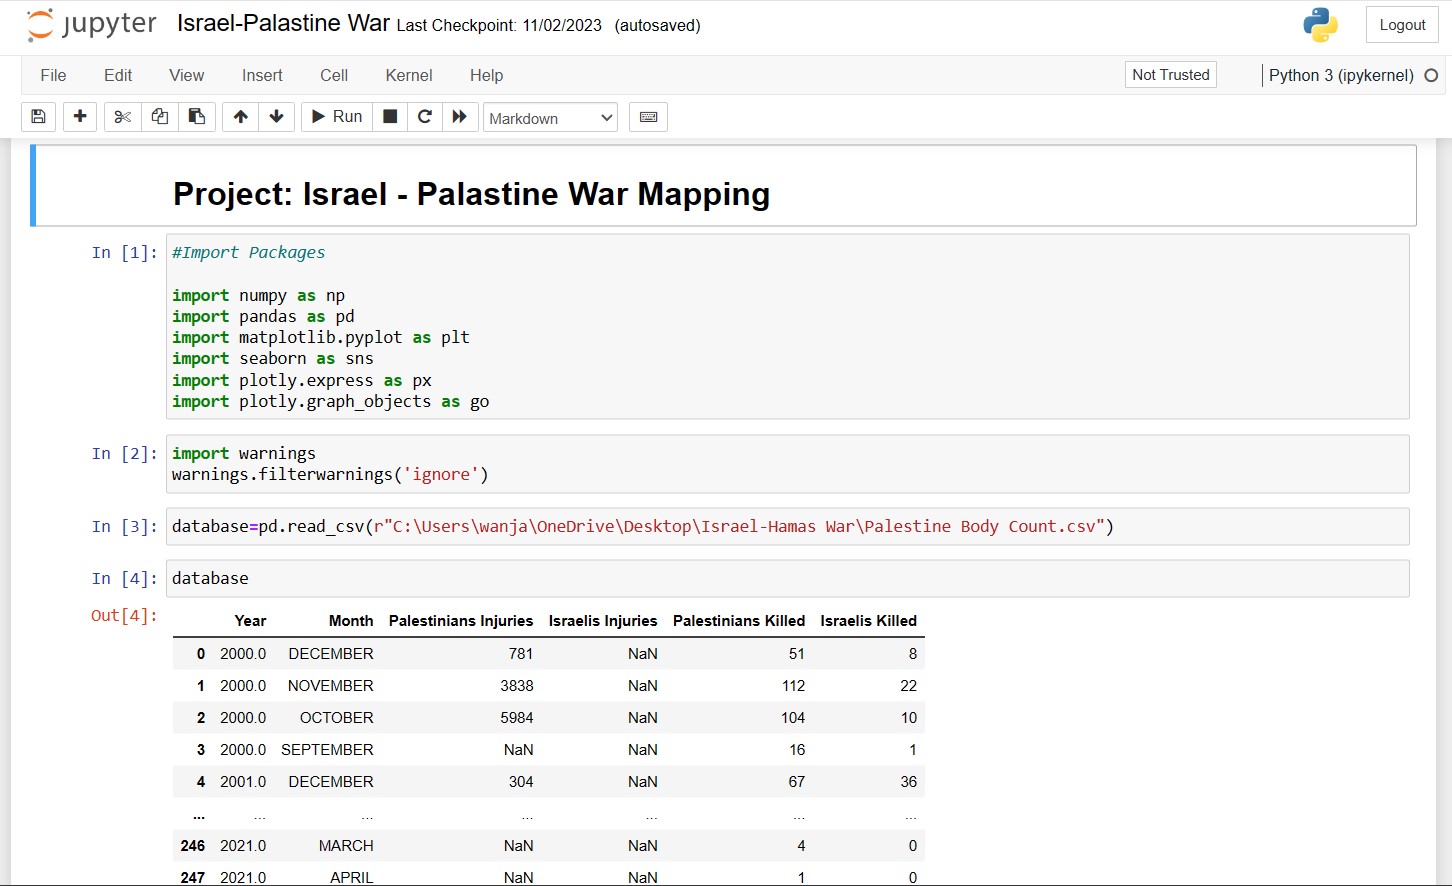 jupyter Israel-Palastine War Last Checkpoint: 11/02/2023 (autosaved) Logout
File Edit View Insert Cell Kernel Help Not Trusted Python 3 (ipykernel)
Run Markdown
Project: Israel - Palastine War Mapping
In [1]: #Import Packages
import numpy as np
import pandas as pd
import matplotlib.pyplot as plt
import seaborn as sns
import plotly.express as px
import plotly.graph_objects as go
In [2]: import warnings
warnings.filterwarnings('ignore')
In [3]: database=pd.read_csv(r"C:\Users\wanja\OneDrive\Desktop\Israel-Hamas War\Palestine Body Count.csv")
In [4]: database
Out[4]:
Year Month Palestinians Injuries Israelis Injuries Palestinians Killed Israelis Killed
0 2000.0 DECEMBER 781 NaN 51 8
1 2000.0 NOVEMBER 3838 NaN 112 22
2 2000.0 OCTOBER 5984 NaN 104 10
3 2000.0 SEPTEMBER NaN NaN 16 1
4 2001.0 DECEMBER 304 NaN 67 36
... ... ... ... ... ... ...
246 2021.0 MARCH NaN NaN 4 0
247 2021.0 APRIL NaN NaN 1 0